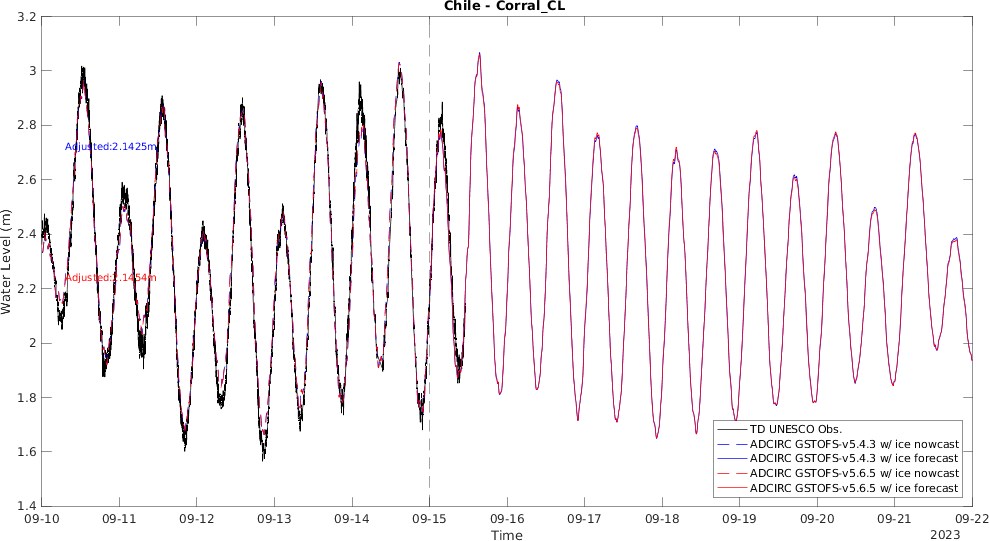 Chile - Corral_CL
3.2
3
2.8
2.6
2.4
2.2
2
1.8
1.6
1.4
Water Level (m)
Adjusted:2.1425m
Adjusted:2.1454m
TD UNESCO Obs.
ADCIRC GSTOFS-v5.4.3 w/ ice nowcast
ADCIRC GSTOFS-v5.4.3 w/ ice forecast
ADCIRC GSTOFS-v5.6.5 w/ ice nowcast
ADCIRC GSTOFS-v5.6.5 w/ ice forecast
09-10 09-11 09-12 09-13 09-14 09-15 09-16 09-17 09-18 09-19 09-20 09-21 09-22
Time
2023